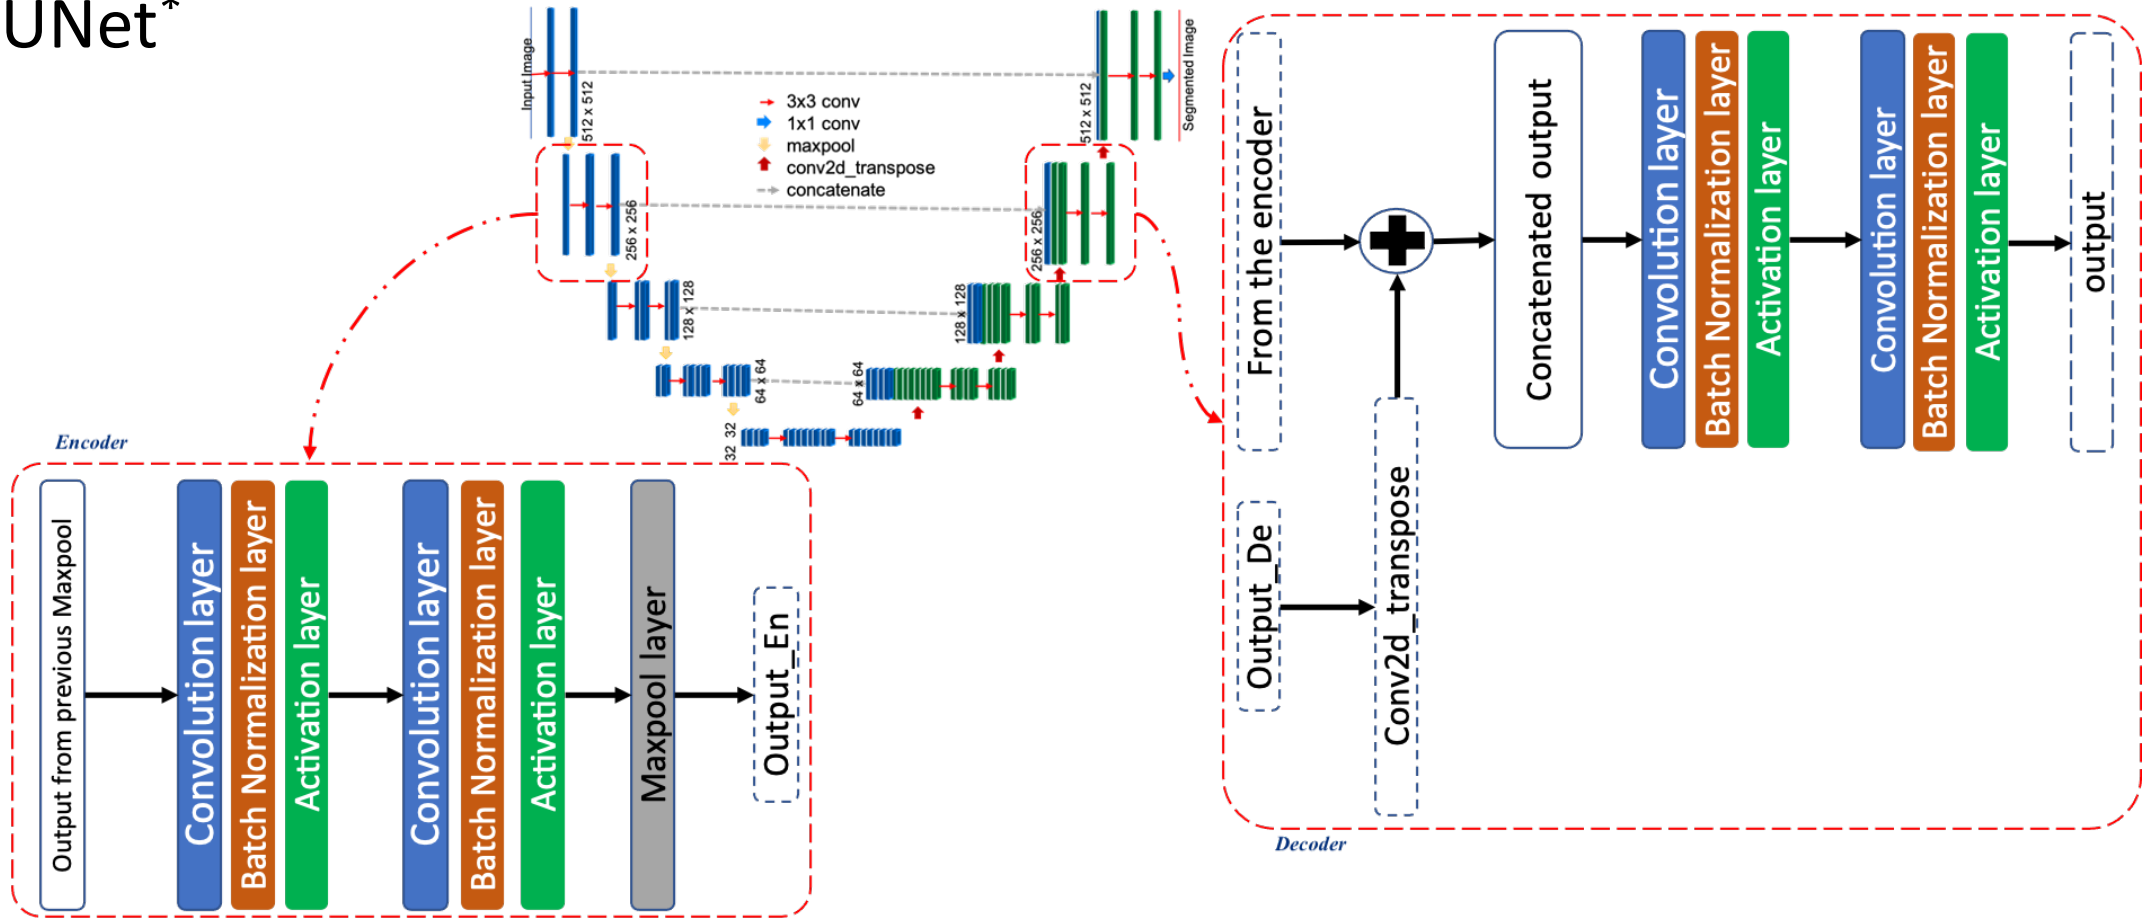 UNet*
Input Image
512 x 512
256 x 256
128 x 128
64 x 64
32 32
3x3 conv
1x1 conv
maxpool
conv2d_transpose
concatenate
64 x 64
128 x 128
256 x 256
512 x 512
Segmented Image
Encoder
Output from previous Maxpool
Convolution layer
Batch Normalization layer
Activation layer
Convolution layer
Batch Normalization layer
Activation layer
Maxpool layer
Output_En
From the encoder
Output_De
Conv2d_transpose
Concatenated output
Convolution layer
Batch Normalization layer
Activation layer
Convolution layer
Batch Normalization layer
Activation layer
output
Decoder